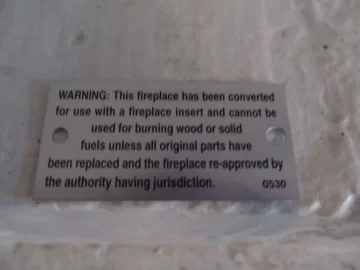 WARNING: This fireplace has been converted
for use with a fireplace insert and cannot be
used for burning wood or solid
fuels unless all original parts have
been replaced and the fireplace re-approved by
the authority having jurisdiction. 0530